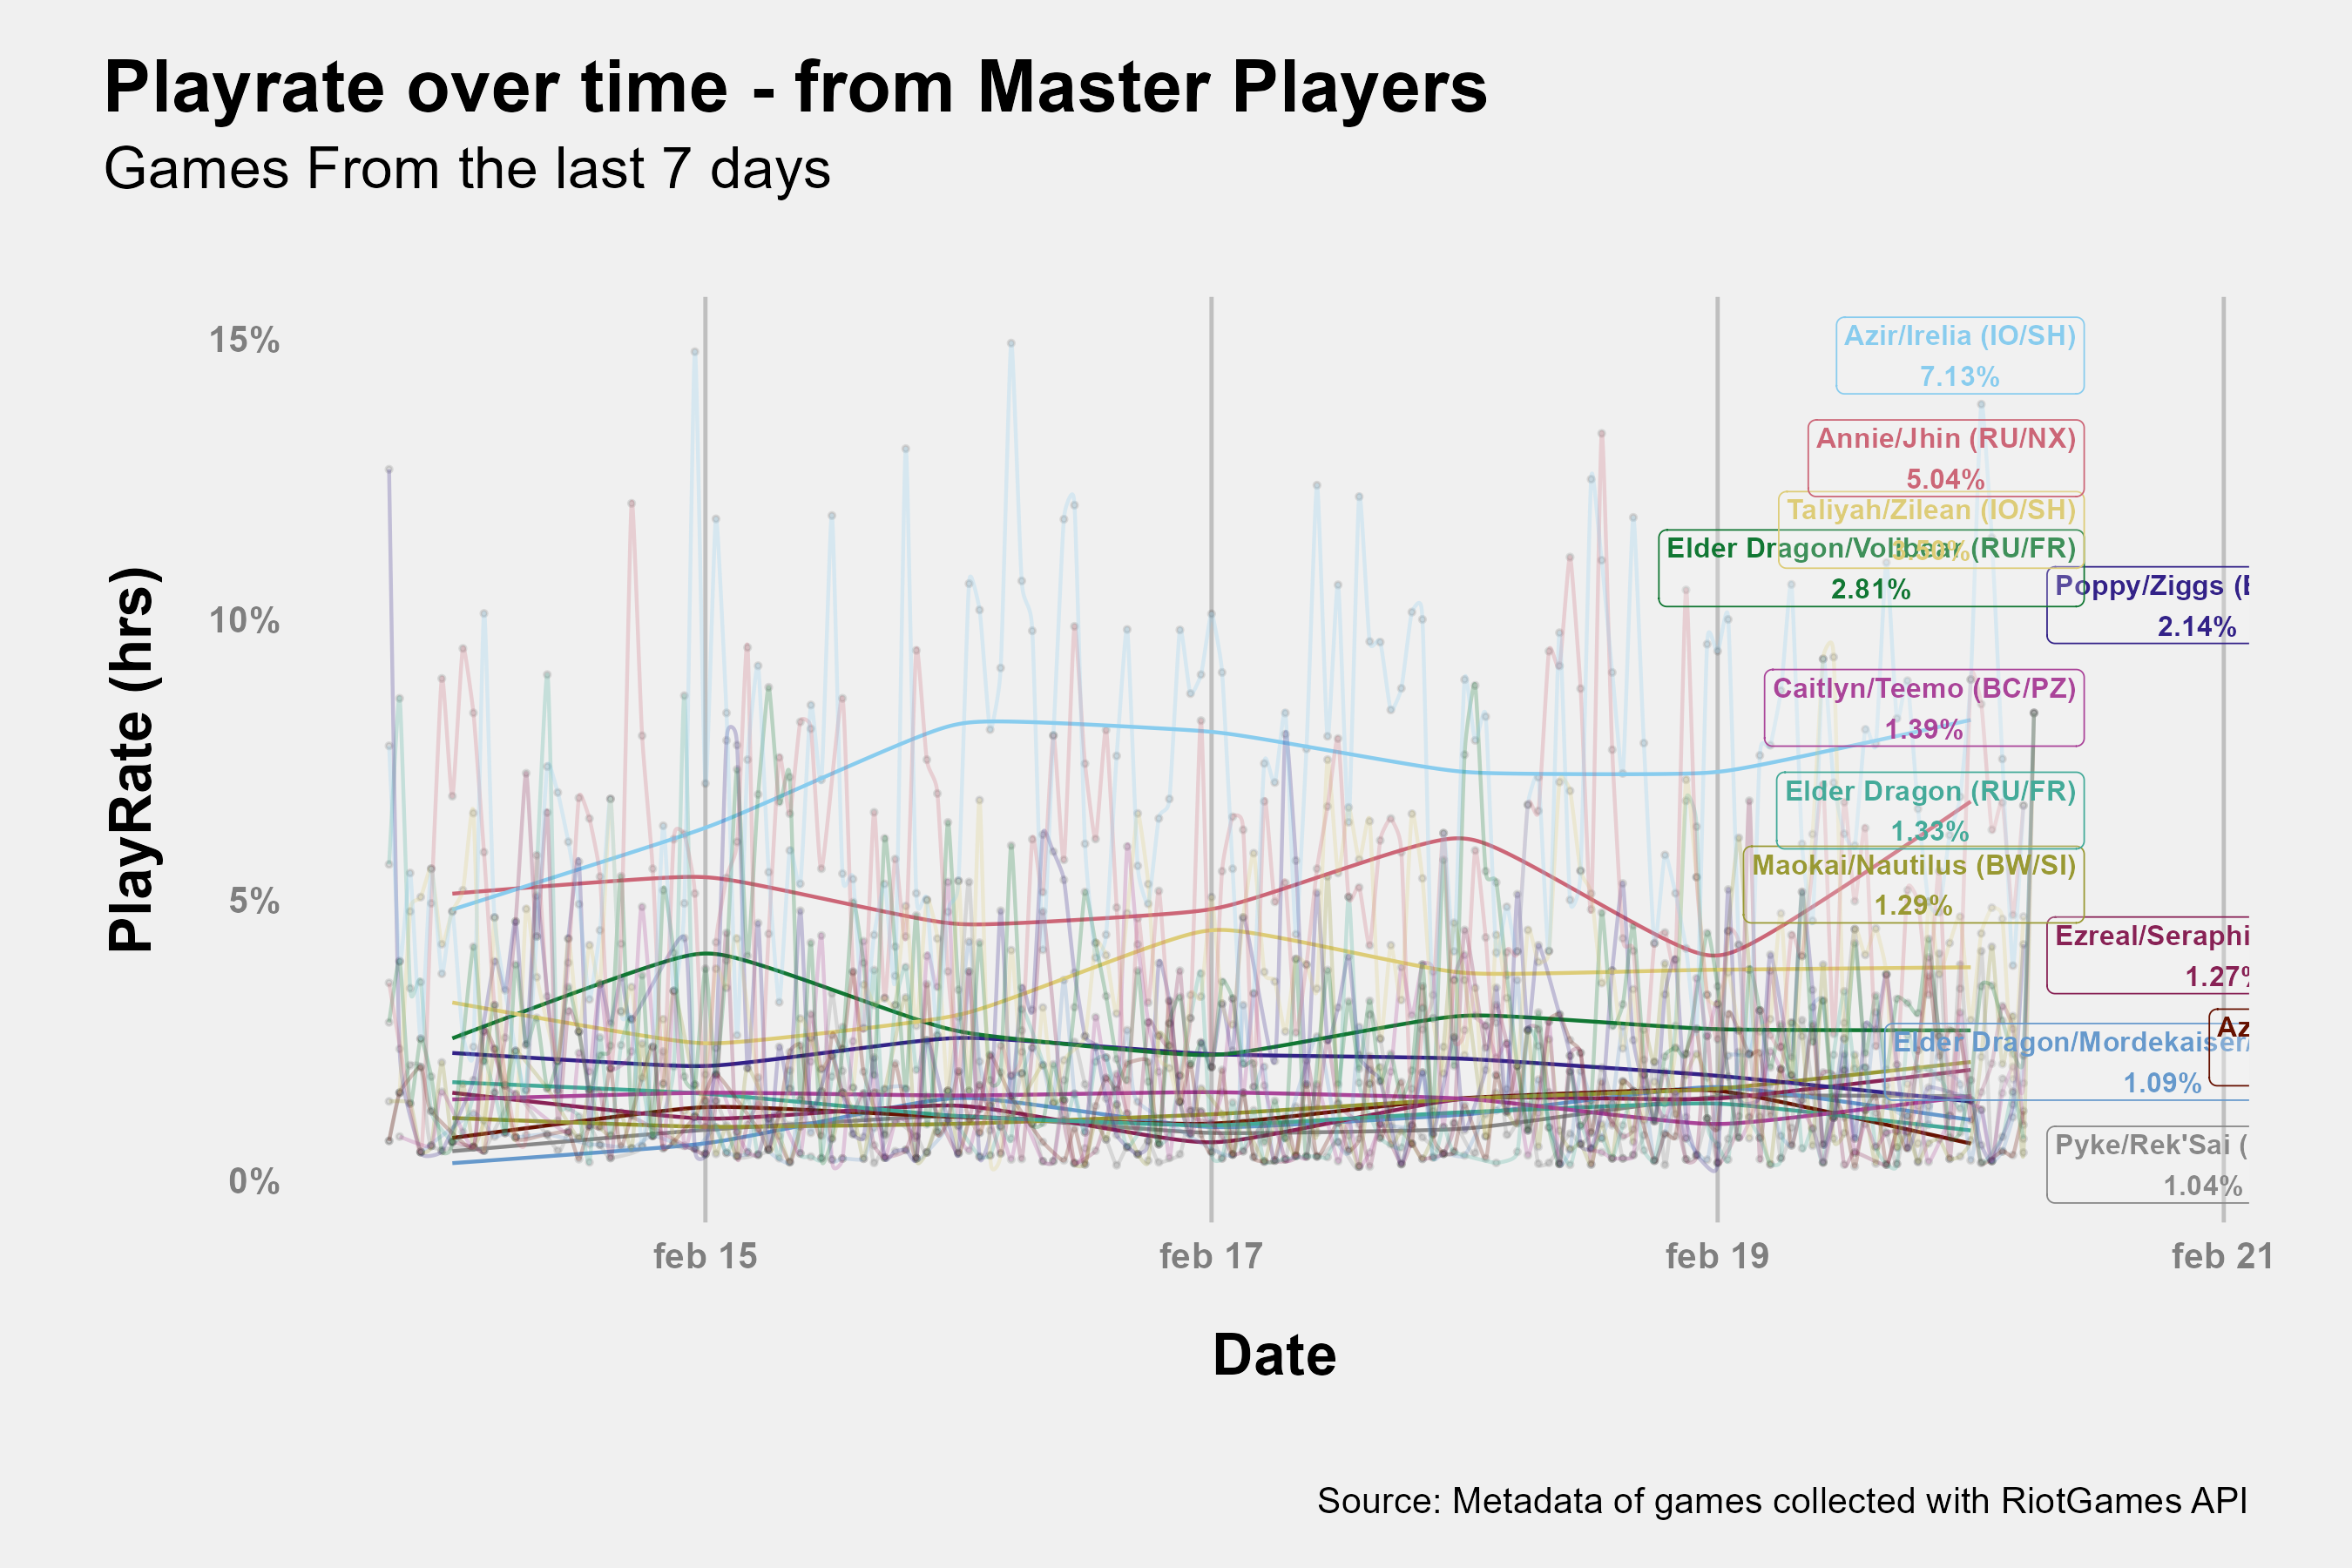 Playrate over time - from Master Players
Games From the last 7 days
PlayRate (hrs)
15%
10%
5%
0%
Azir/Irelia (IO/SH)
7.13%
Annie/Jhin (RU/NX)
5.04%
Taliyah/Zilean (IO/SH)
3.50%
Elder Dragon/Volibear (RU/FR)
2.81%
Poppy/Ziggs (
2.14%
Caitlyn/Teemo (BC/PZ)
1.39%
Elder Dragon (RU/FR)
1.33%
Maokai/Nautilus (BW/SI)
1.29%
Ezreal/Seraphi
1.27%
Az
Elder Dragon/Mordekaiser/
1.09%
Pyke/Rek'Sai (
1.04%
feb 15
feb 17
feb 19
feb 21
Date
Source: Metadata of games collected with RiotGames API